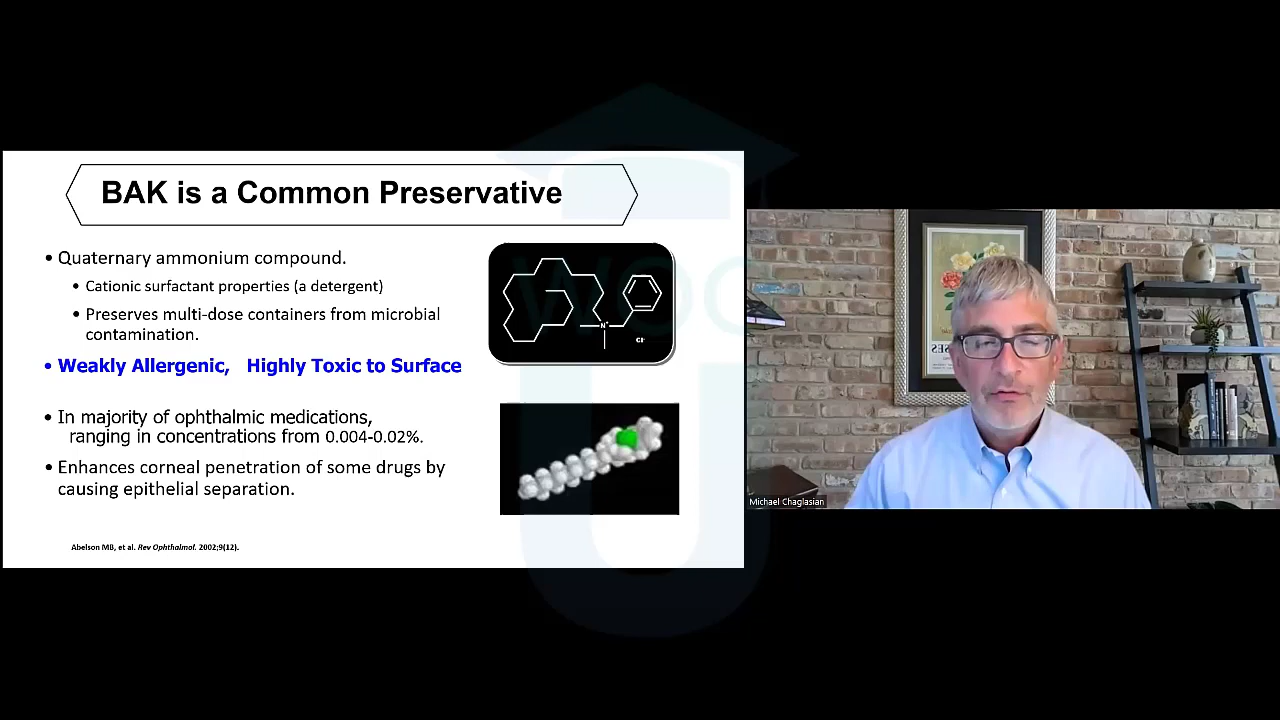 BAK is a Common Preservative
• Quaternary ammonium compound.
• Cationic surfactant properties (a detergent)
• Preserves multi-dose containers from microbial
contamination.
• Weakly Allergenic, Highly Toxic to Surface
• In majority of ophthalmic medications,
ranging in concentrations from 0.004-0.02%.
• Enhances corneal penetration of some drugs by
causing epithelial separation.
Abelson MB, et al. Rev Ophthalmol. 2002;9(12).
N+
Cl-
WOC
Michael Chaglasian